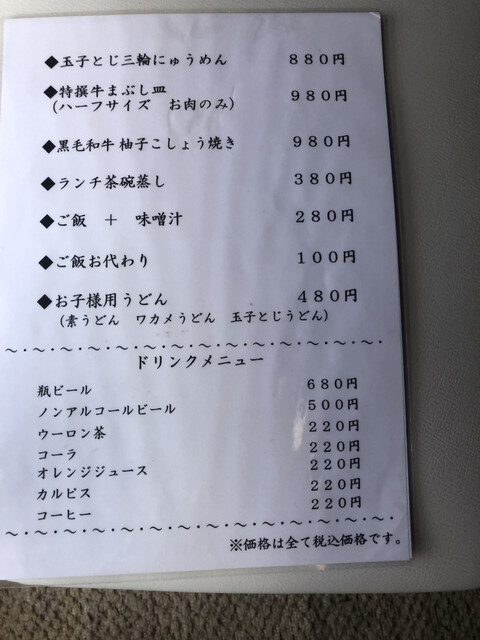 ◆玉子とじ三輪にゅうめん　８８０円
◆特撰牛まぶし皿　９８０円
(ハーフサイズ　お肉のみ)
◆黒毛和牛 柚子こしょう焼き　９８０円
◆ランチ茶碗蒸し　３８０円
◆ご飯　＋　味噌汁　２８０円
◆ご飯お代わり　１００円
◆お子様用うどん　４８０円
(素うどん　ワカメうどん　玉子とじうどん)
～・～・～・～・～・～・～・～・～・～・～・～・～・～・
ドリンクメニュー
瓶ビール　６８０円
ノンアルコールビール　５００円
ウーロン茶　２２０円
コーラ　２２０円
オレンジジュース　２２０円
カルピス　２２０円
コーヒー　２２０円
～・～・～・～・～・～・～・～・～・～・～・～・～・～・
※価格は全て税込価格です。